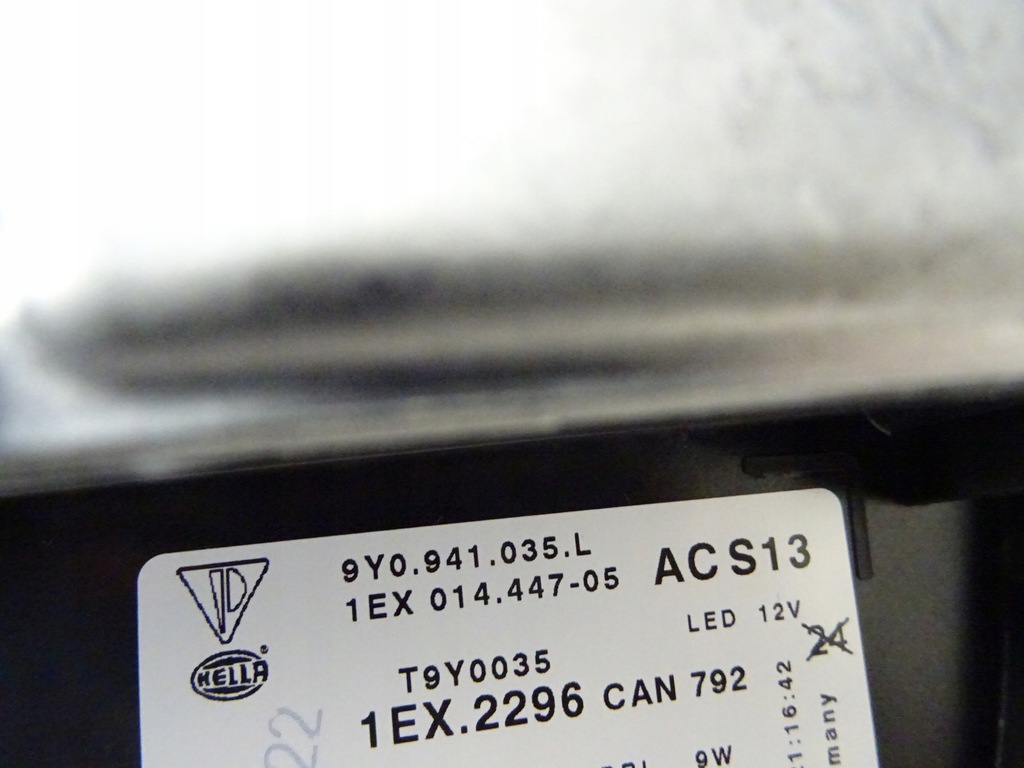 9Y0.941.035.L
1EX 014.447-05
ACS13
LED 12V
HELLA
T9Y0035
1EX.2296 CAN 792
9W
1:16:42
many
22